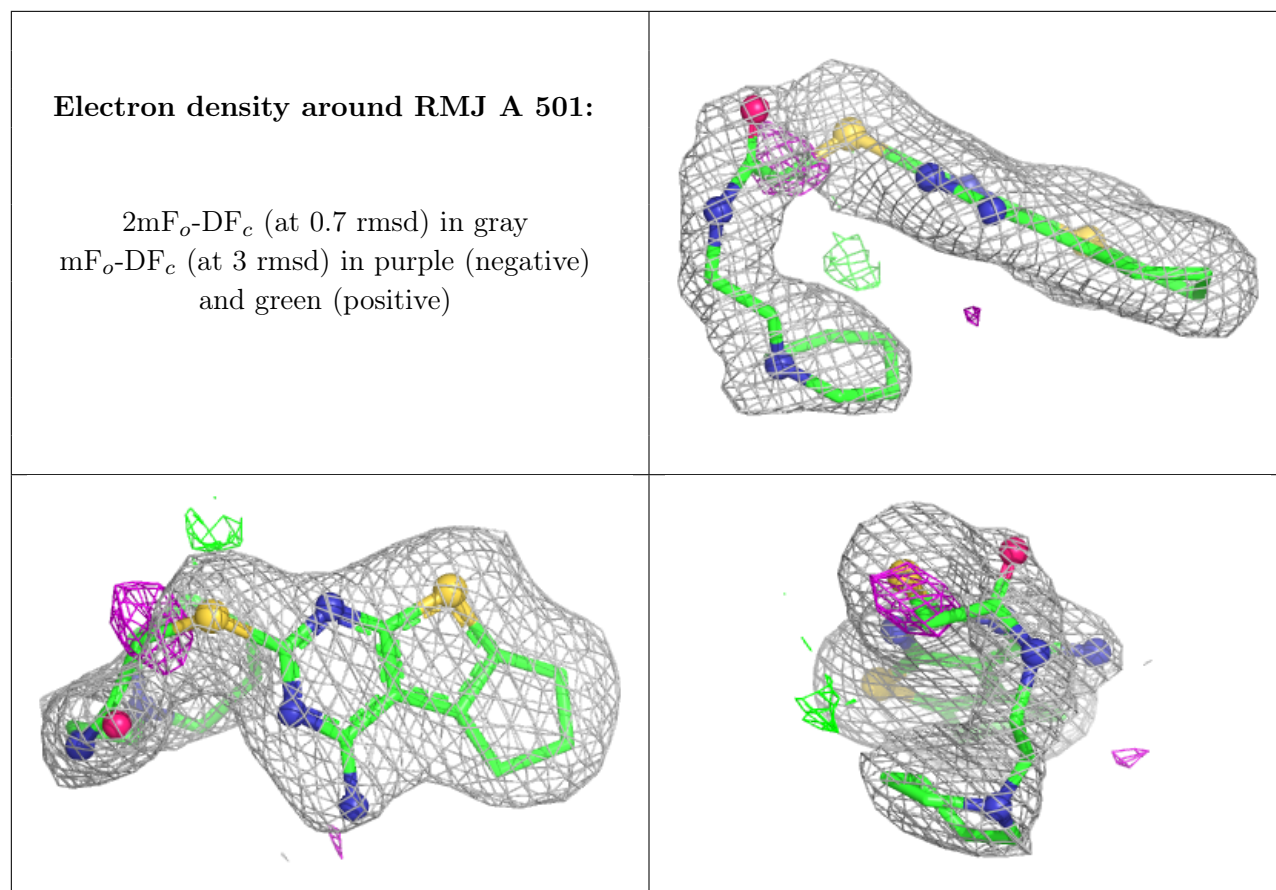 Electron density around RMJ A 501:
2mFₒ-DF𝒸 (at 0.7 rmsd) in gray
mFₒ-DF𝒸 (at 3 rmsd) in purple (negative)
and green (positive)